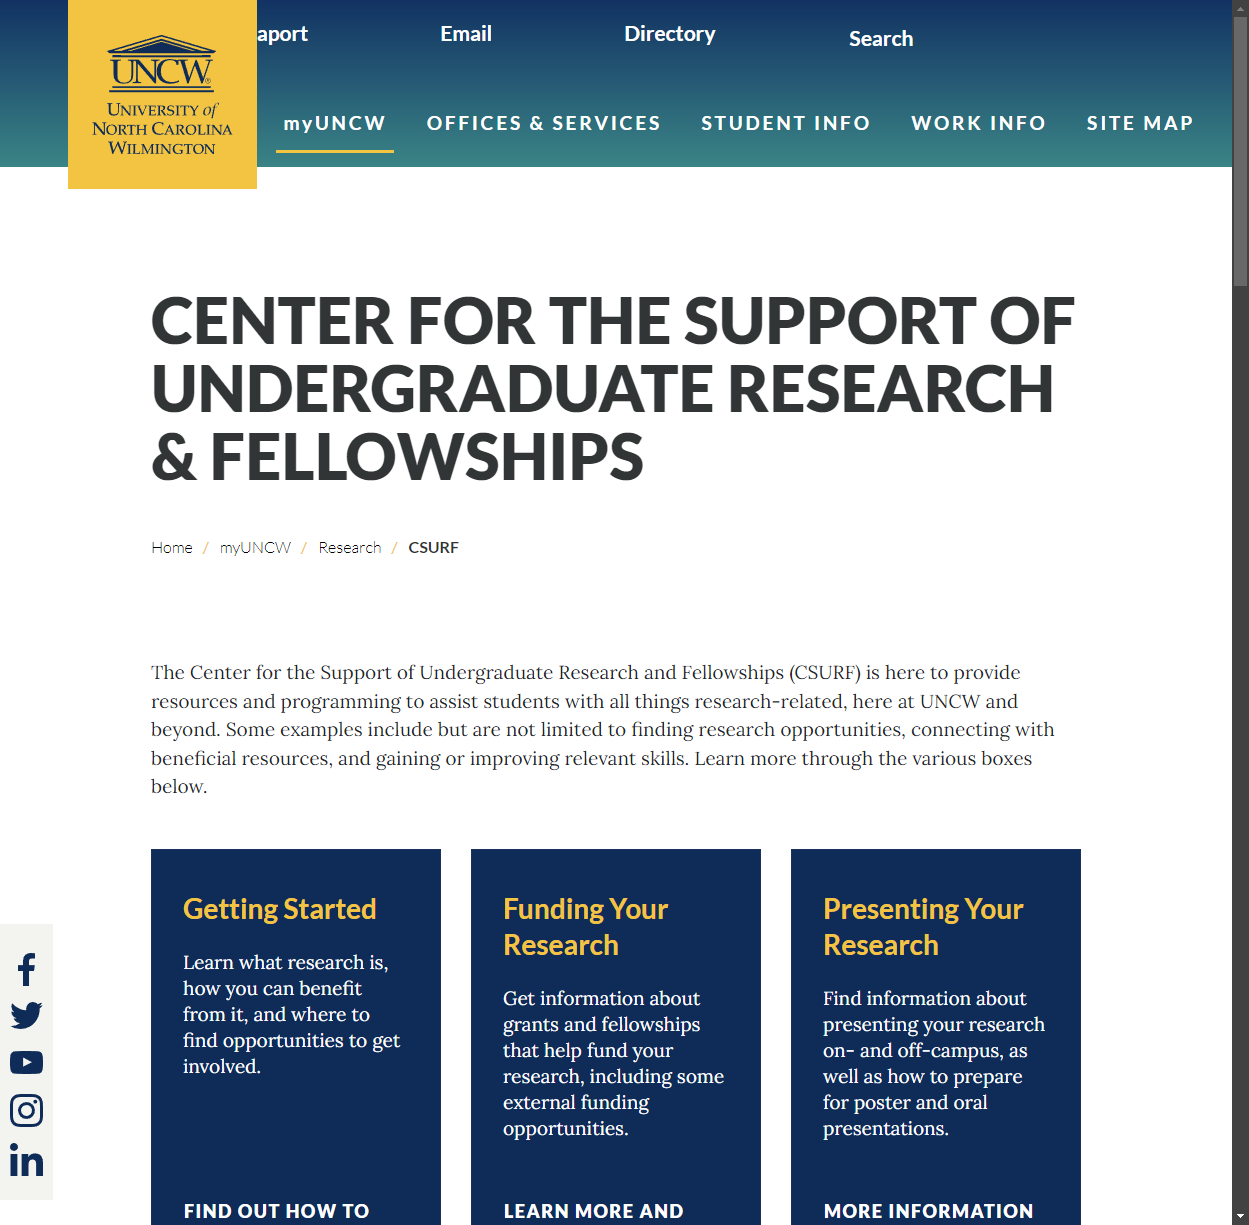 aport
Email
Directory
Search
UNCW
UNIVERSITY of
NORTH CAROLINA
WILMINGTON
myUNCW
OFFICES & SERVICES
STUDENT INFO
WORK INFO
SITE MAP
CENTER FOR THE SUPPORT OF
UNDERGRADUATE RESEARCH
& FELLOWSHIPS
Home / myUNCW / Research / CSURF
The Center for the Support of Undergraduate Research and Fellowships (CSURF) is here to provide
resources and programming to assist students with all things research-related, here at UNCW and
beyond. Some examples include but are not limited to finding research opportunities, connecting with
beneficial resources, and gaining or improving relevant skills. Learn more through the various boxes
below.
Getting Started
Learn what research is,
how you can benefit
from it, and where to
find opportunities to get
involved.
FIND OUT HOW TO
Funding Your
Research
Get information about
grants and fellowships
that help fund your
research, including some
external funding
opportunities.
LEARN MORE AND
Presenting Your
Research
Find information about
presenting your research
on- and off-campus, as
well as how to prepare
for poster and oral
presentations.
MORE INFORMATION